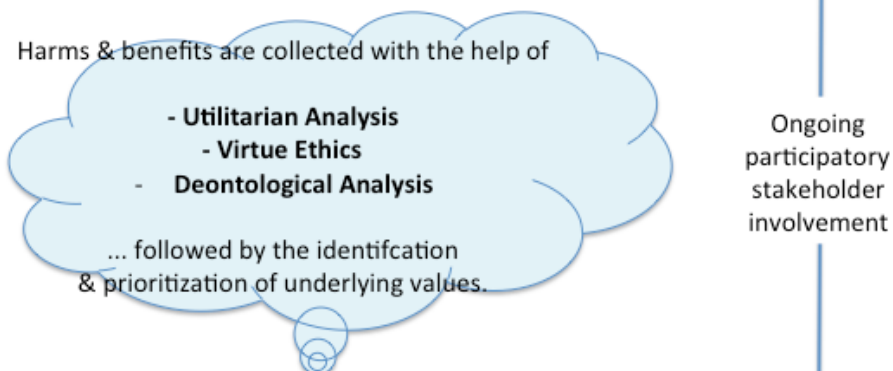 Harms & benefits are collected with the help of
- Utilitarian Analysis
- Virtue Ethics
- Deontological Analysis
... followed by the identifcation
& prioritization of underlying values.
Ongoing
participatory
stakeholder
involvement